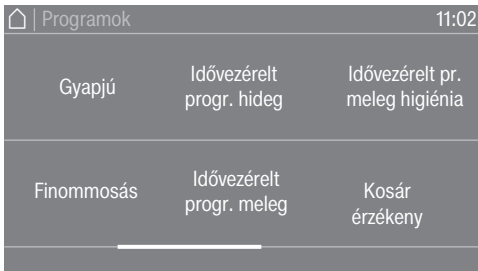 | Programok 11:02
Gyapjú
Idővezérelt
progr. hideg
Idővezérelt pr.
meleg higiénia
Finommosás
Idővezérelt
progr. meleg
Kosár
érzékeny